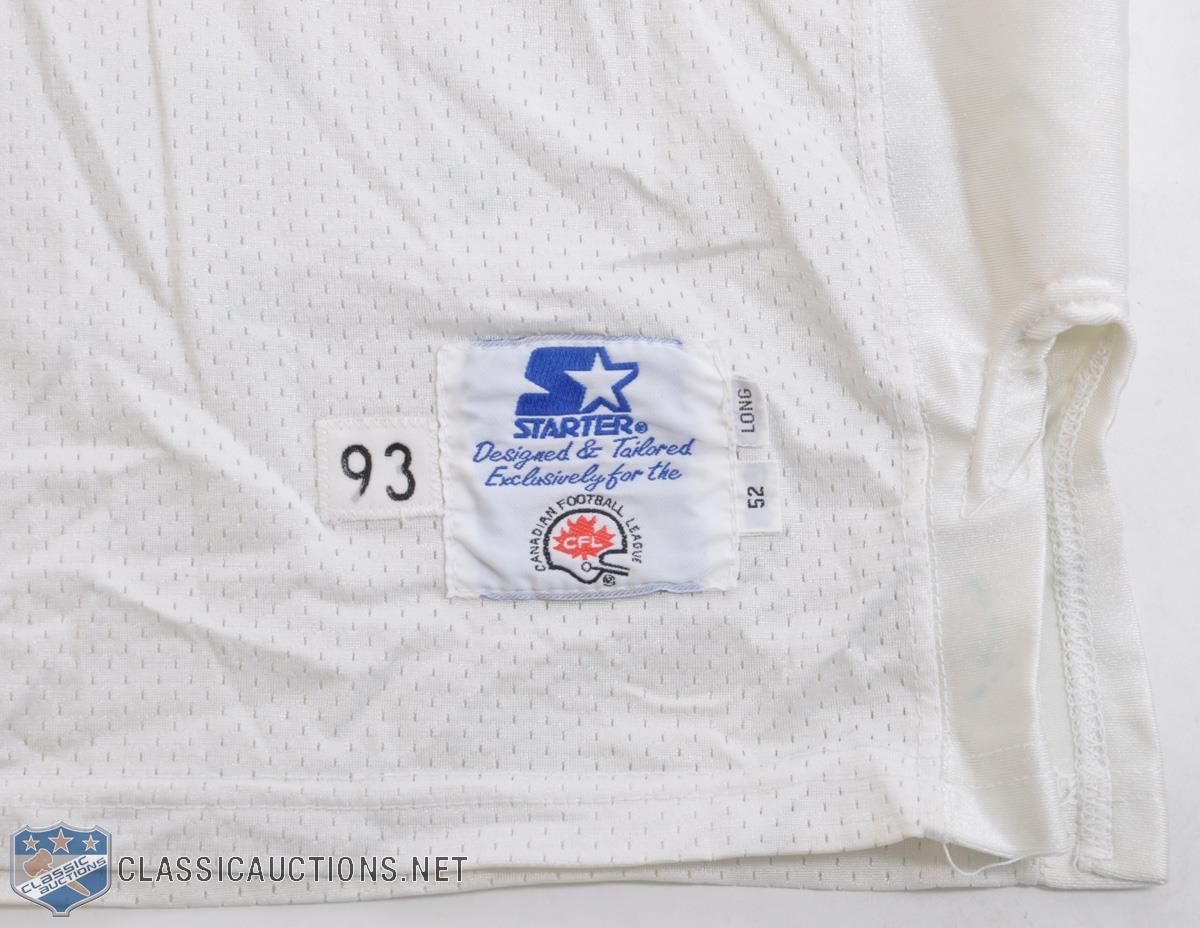 STARTER®
Designed & Tailored
Exclusively for the
CANADIAN FOOTBALL LEAGUE
CFL
®
93
LONG
52
CLASSIC
AUCTIONS
CLASSICAUCTIONS.NET